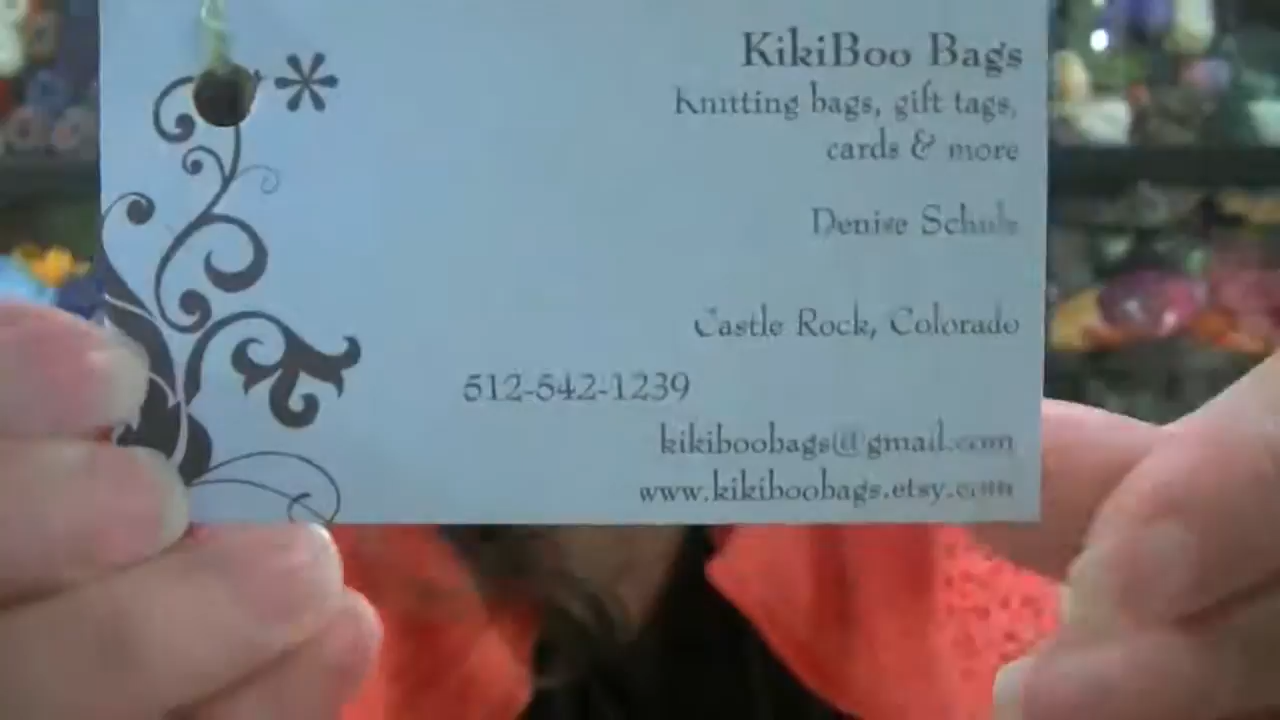 KikiBoo Bags
Knitting bags, gift tags,
cards & more
Denise
Castle Rock, Colorado
512-542-1239
kikiboobags@gmail.com
www.kikiboobags.etsy.com